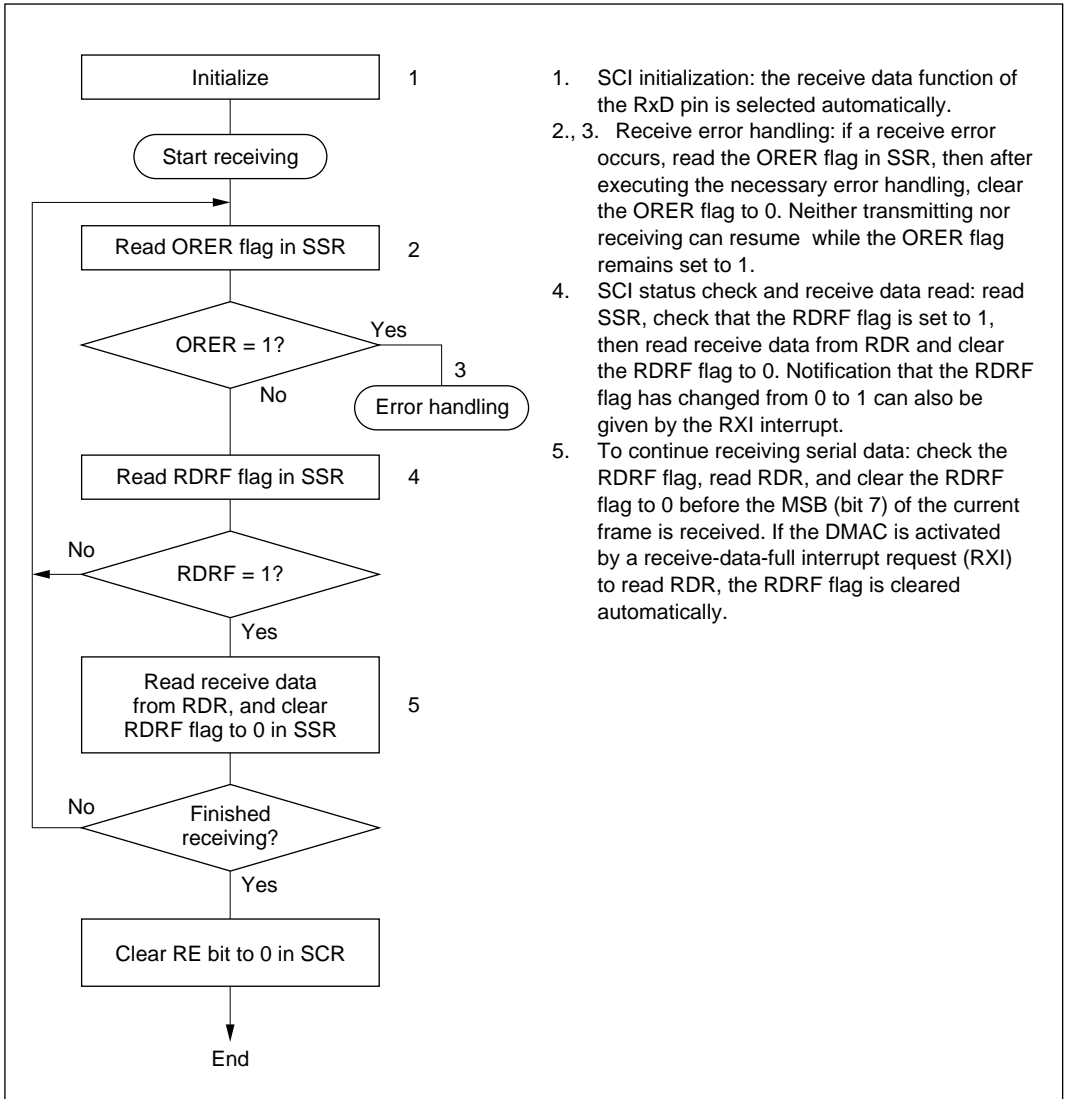 Initialize
1
Start receiving
Read ORER flag in SSR
2
ORER = 1?
Yes
No
3
Error handling
Read RDRF flag in SSR
4
No
RDRF = 1?
Yes
Read receive data
from RDR, and clear
RDRF flag to 0 in SSR
5
No
Finished
receiving?
Yes
Clear RE bit to 0 in SCR
End
1. SCI initialization: the receive data function of
the RxD pin is selected automatically.
2., 3. Receive error handling: if a receive error
occurs, read the ORER flag in SSR, then after
executing the necessary error handling, clear
the ORER flag to 0. Neither transmitting nor
receiving can resume while the ORER flag
remains set to 1.
4. SCI status check and receive data read: read
SSR, check that the RDRF flag is set to 1,
then read receive data from RDR and clear
the RDRF flag to 0. Notification that the RDRF
flag has changed from 0 to 1 can also be
given by the RXI interrupt.
5. To continue receiving serial data: check the
RDRF flag, read RDR, and clear the RDRF
flag to 0 before the MSB (bit 7) of the current
frame is received. If the DMAC is activated
by a receive-data-full interrupt request (RXI)
to read RDR, the RDRF flag is cleared
automatically.